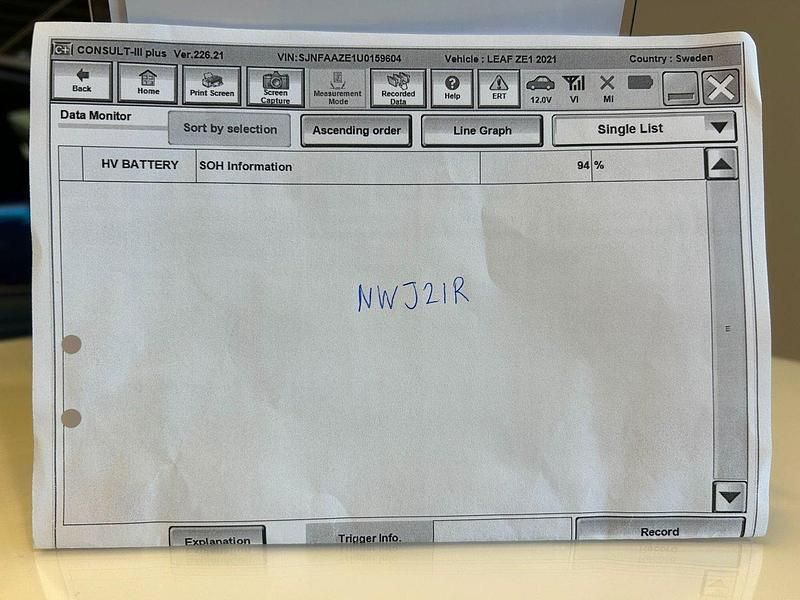 C+ CONSULT-III plus Ver.226.21 VIN:SJNFAAZE1U0159604 Vehicle : LEAF ZE1 2021 Country : Sweden
Back Home Print Screen Screen Capture Measurement Mode Recorded Data Help ERT 12.0V VI MI
Data Monitor
Sort by selection Ascending order Line Graph Single List
HV BATTERY SOH Information 94 %
NWJ21R
Explanation Trigger Info. Record